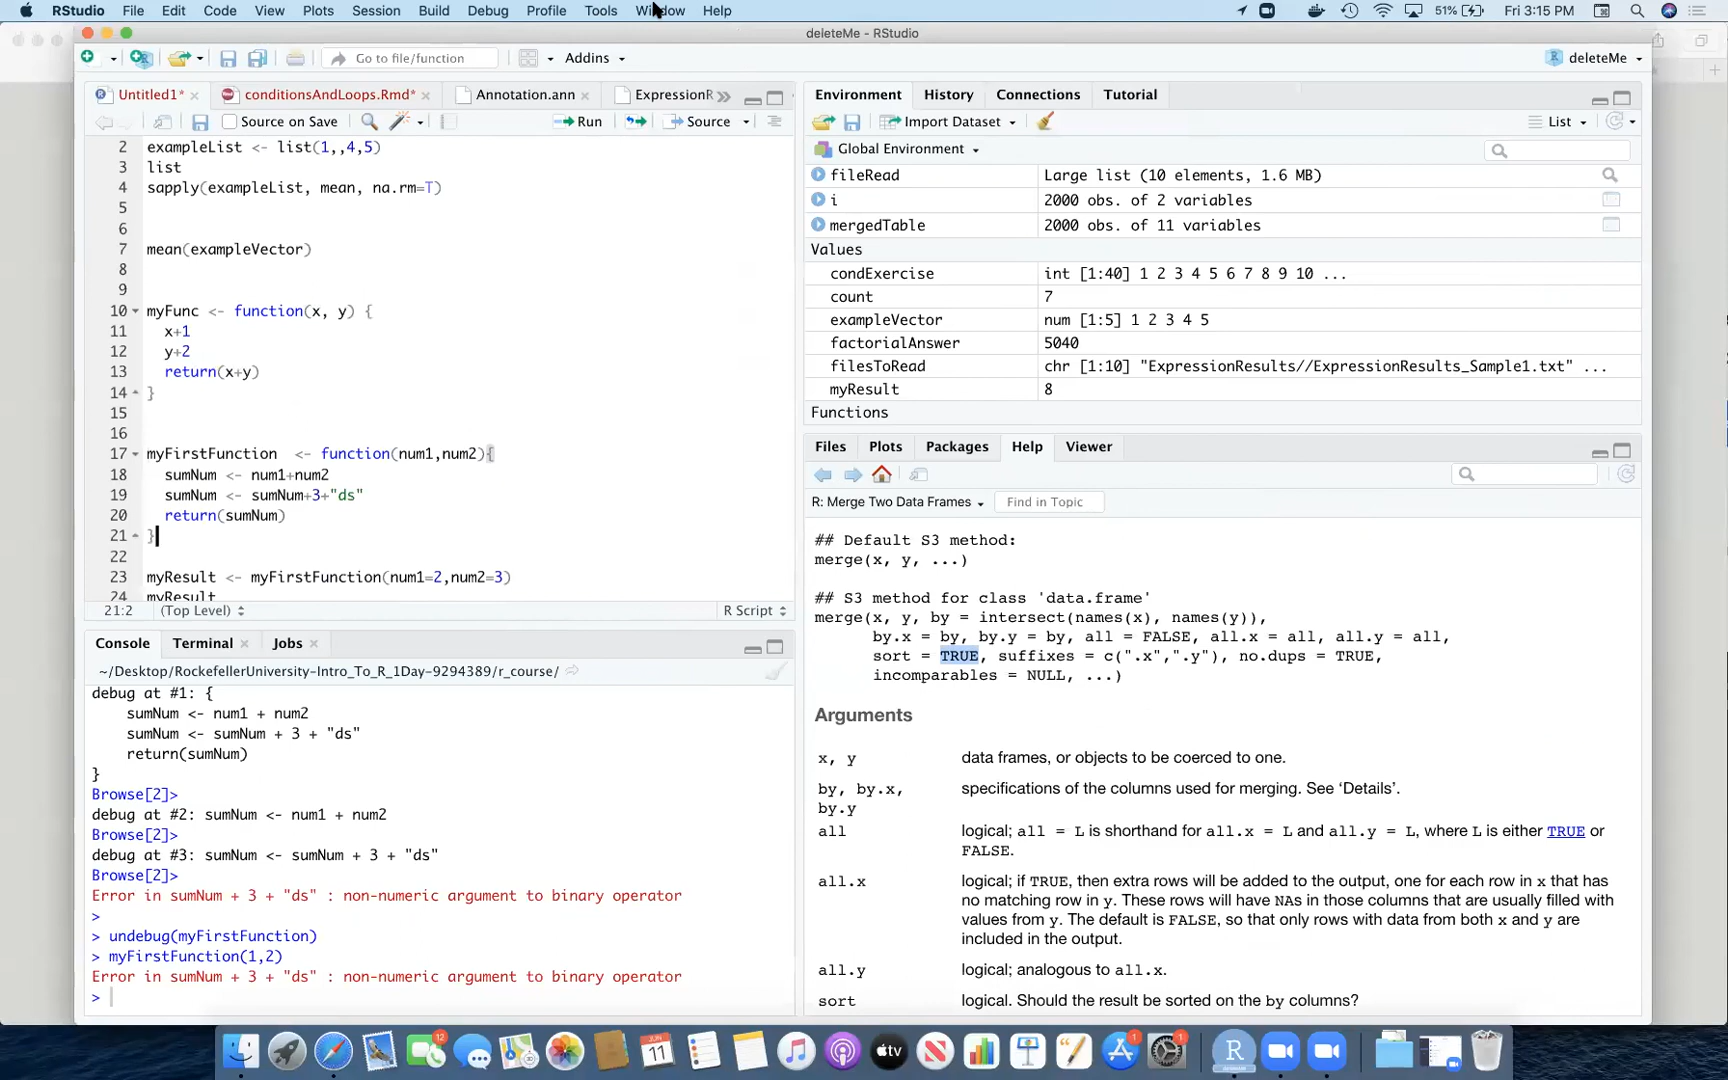 RStudio File Edit Code View Plots Session Build Debug Profile Tools Window Help 51% Fri 3:15 PM
deleteMe - RStudio
Go to file/function Addins deleteMe
Untitled1* conditionsAndLoops.Rmd* Annotation.ann ExpressionR
Source on Save Run Source
2 exampleList <- list(1,,4,5)
3 list
4 sapply(exampleList, mean, na.rm=T)
5
6
7 mean(exampleVector)
8
9
10 myFunc <- function(x, y) {
11 x+1
12 y+2
13 return(x+y)
14 }
15
16
17 myFirstFunction <- function(num1,num2){
18 sumNum <- num1+num2
19 sumNum <- sumNum+3+"ds"
20 return(sumNum)
21 }
22
23 myResult <- myFirstFunction(num1=2,num2=3)
24 myResult
21:2 (Top Level) R Script
Console Terminal Jobs
~/Desktop/RockefellerUniversity-Intro_To_R_1Day-9294389/r_course/
debug at #1: {
sumNum <- num1 + num2
sumNum <- sumNum + 3 + "ds"
return(sumNum)
}
Browse[2]>
debug at #2: sumNum <- num1 + num2
Browse[2]>
debug at #3: sumNum <- sumNum + 3 + "ds"
Browse[2]>
Error in sumNum + 3 + "ds" : non-numeric argument to binary operator
>
> undebug(myFirstFunction)
> myFirstFunction(1,2)
Error in sumNum + 3 + "ds" : non-numeric argument to binary operator
>
Environment History Connections Tutorial
Import Dataset List
Global Environment
fileRead Large list (10 elements, 1.6 MB)
i 2000 obs. of 2 variables
mergedTable 2000 obs. of 11 variables
Values
condExercise int [1:40] 1 2 3 4 5 6 7 8 9 10 ...
count 7
exampleVector num [1:5] 1 2 3 4 5
factorialAnswer 5040
filesToRead chr [1:10] "ExpressionResults//ExpressionResults_Sample1.txt" ...
myResult 8
Functions
Files Plots Packages Help Viewer
R: Merge Two Data Frames Find in Topic
## Default S3 method:
merge(x, y, ...)
## S3 method for class 'data.frame'
merge(x, y, by = intersect(names(x), names(y)),
by.x = by, by.y = by, all = FALSE, all.x = all, all.y = all,
sort = TRUE, suffixes = c(".x",".y"), no.dups = TRUE,
incomparables = NULL, ...)
Arguments
x, y data frames, or objects to be coerced to one.
by, by.x, specifications of the columns used for merging. See ‘Details’.
by.y
all logical; all = L is shorthand for all.x = L and all.y = L, where L is either TRUE or
FALSE.
all.x logical; if TRUE, then extra rows will be added to the output, one for each row in x that has
no matching row in y. These rows will have NAs in those columns that are usually filled with
values from y. The default is FALSE, so that only rows with data from both x and y are
included in the output.
all.y logical; analogous to all.x.
sort logical. Should the result be sorted on the by columns?
12 JUN 11 tv 1 1 R